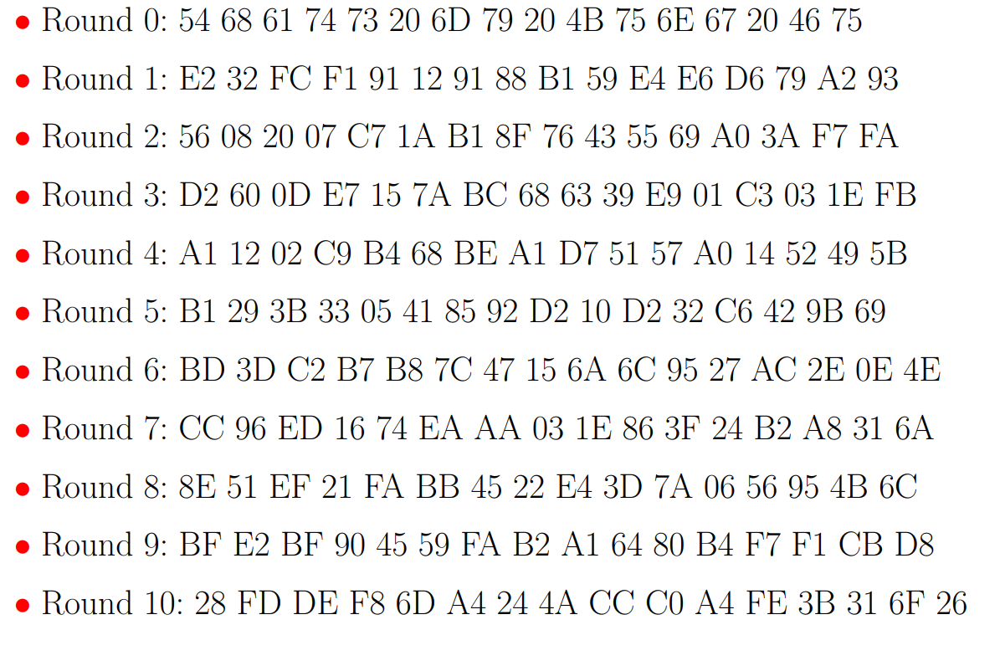 • Round 0: 54 68 61 74 73 20 6D 79 20 4B 75 6E 67 20 46 75
• Round 1: E2 32 FC F1 91 12 91 88 B1 59 E4 E6 D6 79 A2 93
• Round 2: 56 08 20 07 C7 1A B1 8F 76 43 55 69 A0 3A F7 FA
• Round 3: D2 60 0D E7 15 7A BC 68 63 39 E9 01 C3 03 1E FB
• Round 4: A1 12 02 C9 B4 68 BE A1 D7 51 57 A0 14 52 49 5B
• Round 5: B1 29 3B 33 05 41 85 92 D2 10 D2 32 C6 42 9B 69
• Round 6: BD 3D C2 B7 B8 7C 47 15 6A 6C 95 27 AC 2E 0E 4E
• Round 7: CC 96 ED 16 74 EA AA 03 1E 86 3F 24 B2 A8 31 6A
• Round 8: 8E 51 EF 21 FA BB 45 22 E4 3D 7A 06 56 95 4B 6C
• Round 9: BF E2 BF 90 45 59 FA B2 A1 64 80 B4 F7 F1 CB D8
• Round 10: 28 FD DE F8 6D A4 24 4A CC C0 A4 FE 3B 31 6F 26